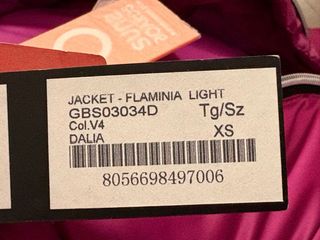 JACKET - FLAMINIA LIGHT
GBS03034D Tg/Sz
Col.V4
DALIA XS
8056698497006